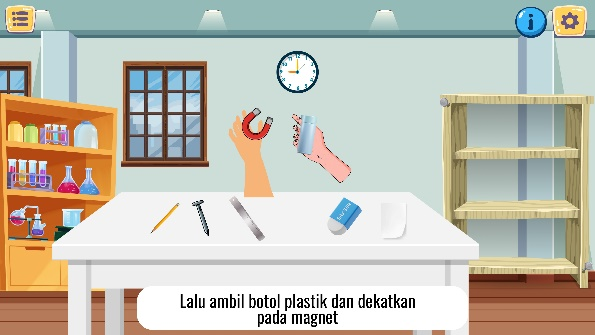 Lalu ambil botol plastik dan dekatkan
pada magnet